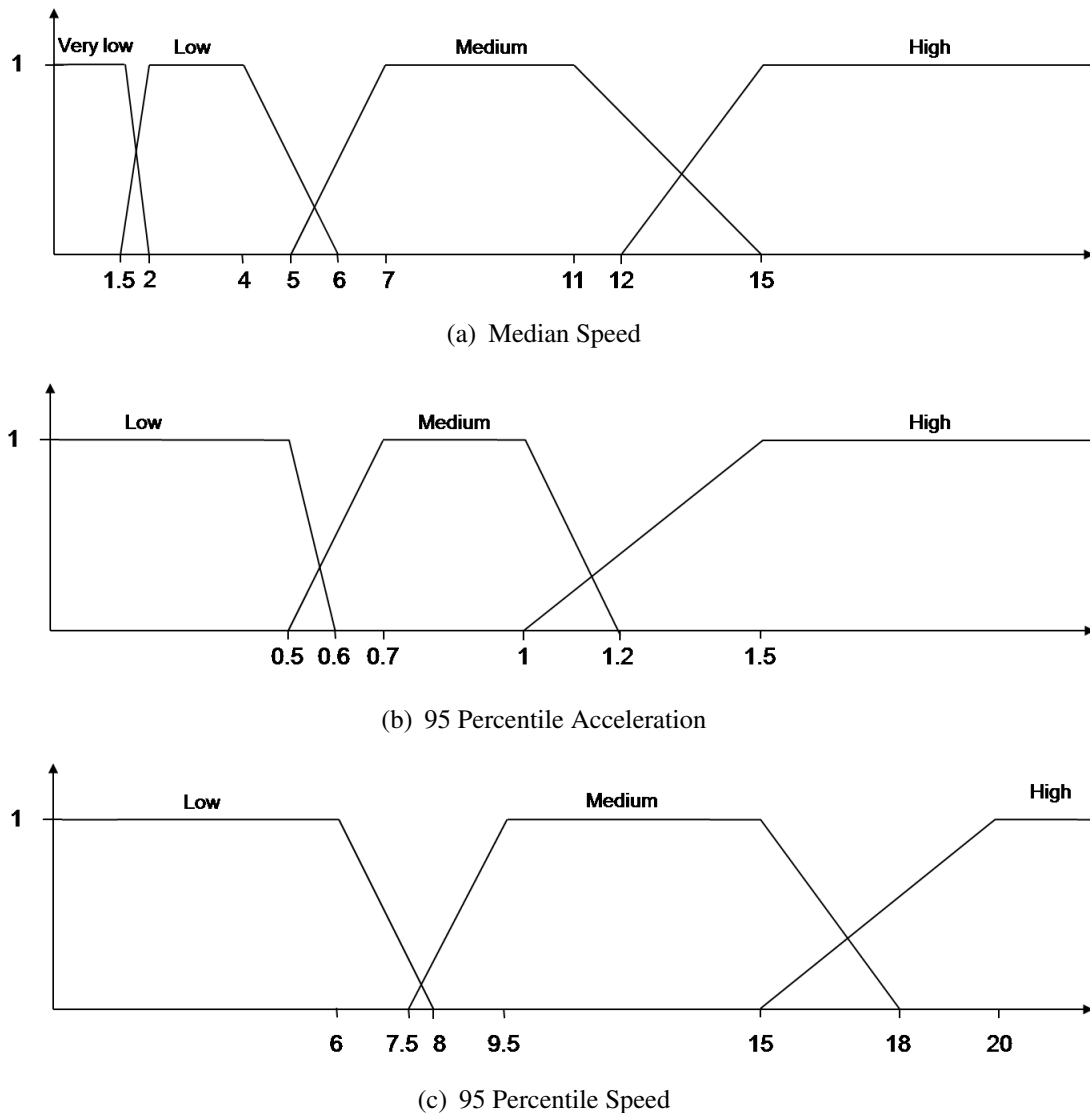 Very low Low Medium High
1
1.5 2 4 5 6 7 11 12 15
(a) Median Speed
Low Medium High
1
0.5 0.6 0.7 1 1.2 1.5
(b) 95 Percentile Acceleration
Low Medium High
1
6 7.5 8 9.5 15 18 20
(c) 95 Percentile Speed